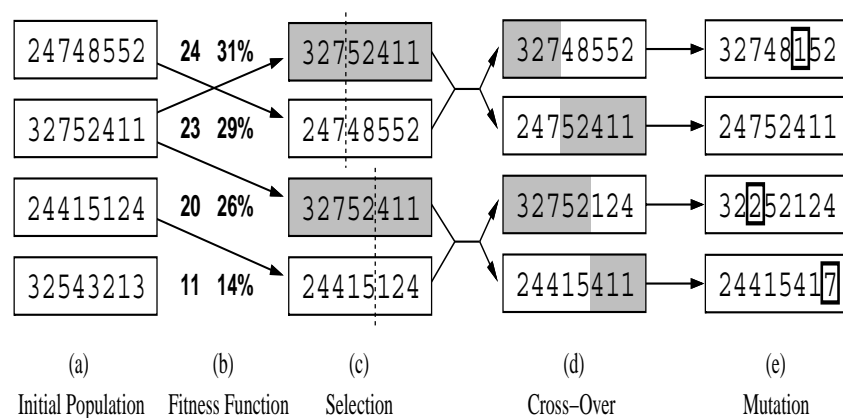 24748552 24 31% 32752411 32748552 32748152
32752411 23 29% 24748552 24752411 24752411
24415124 20 26% 32752411 32752124 32252124
32543213 11 14% 24415124 24415411 24415417
(a) (b) (c) (d) (e)
Initial Population Fitness Function Selection Cross–Over Mutation